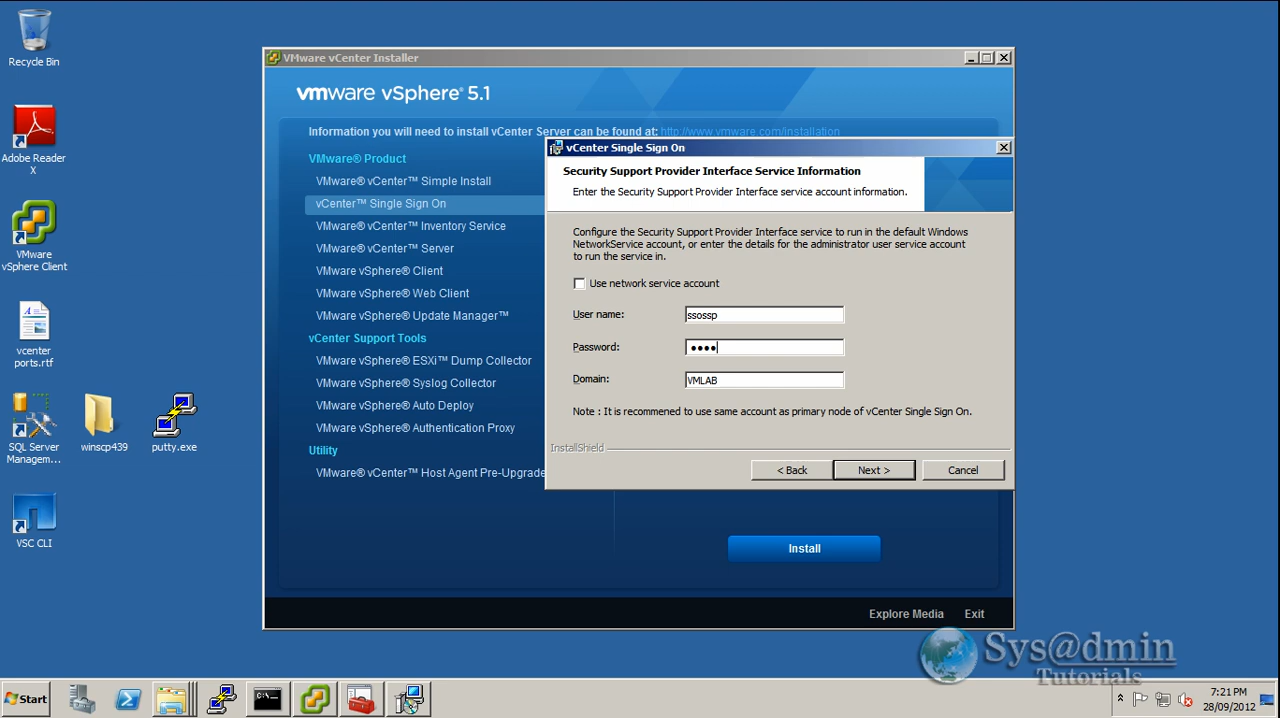 Recycle Bin
Adobe Reader
X
VMware
vSphere Client
vcenter
ports.rtf
SQL Server
Managem...
winscp439
putty.exe
VSC CLI
VMware vCenter Installer
vmware vSphere® 5.1
Information you will need to install vCenter Server can be found at: http://www.vmware.com/installation
VMware® Product
VMware® vCenter™ Simple Install
vCenter™ Single Sign On
VMware® vCenter™ Inventory Service
VMware® vCenter™ Server
VMware vSphere® Client
VMware vSphere® Web Client
VMware vSphere® Update Manager™
vCenter Support Tools
VMware vSphere® ESXi™ Dump Collector
VMware vSphere® Syslog Collector
VMware vSphere® Auto Deploy
VMware vSphere® Authentication Proxy
Utility
VMware® vCenter™ Host Agent Pre-Upgrade
vCenter Single Sign On
Security Support Provider Interface Service Information
Enter the Security Support Provider Interface service account information.
Configure the Security Support Provider Interface service to run in the default Windows
NetworkService account, or enter the details for the administrator user service account
to run the service in.
Use network service account
User name: ssossp
Password: ●●●●
Domain: VMLAB
Note : It is recommened to use same account as primary node of vCenter Single Sign On.
InstallShield
< Back Next > Cancel
Install
Explore Media Exit
Sys@dmin
Tutorials
Start
7:21 PM
28/09/2012